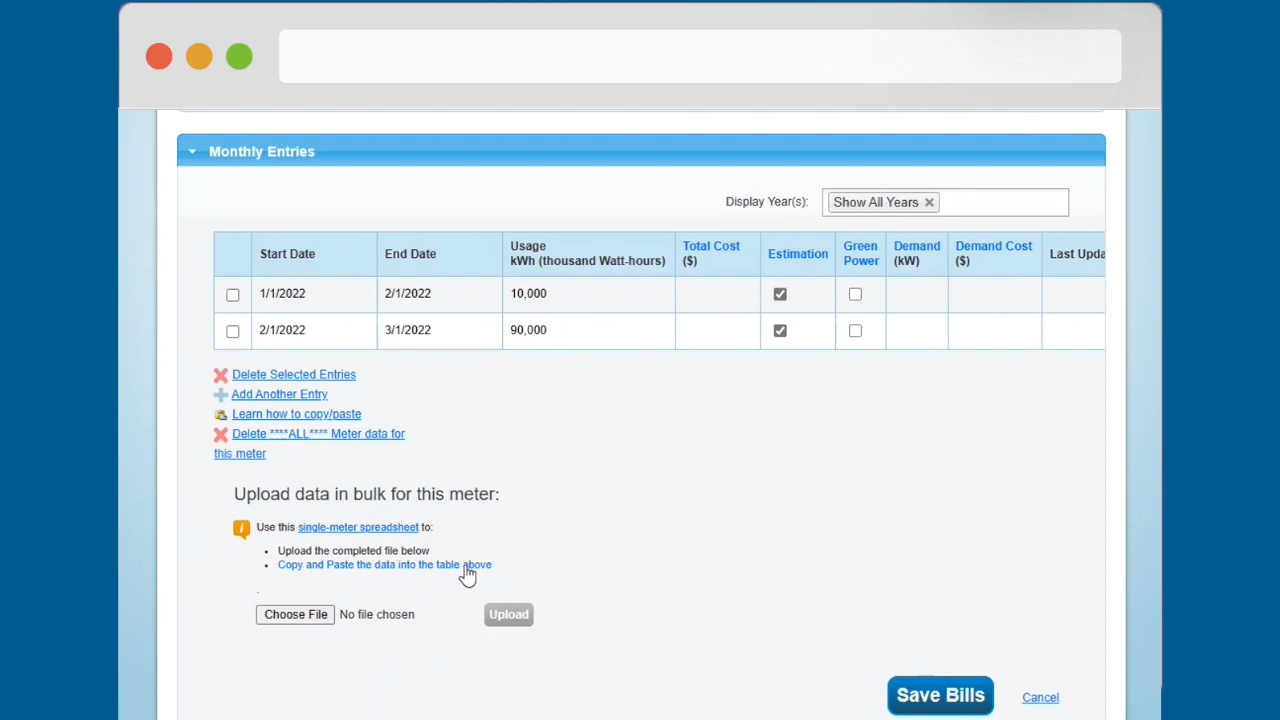 Monthly Entries
Display Year(s): Show All Years
Start Date End Date Usage kWh (thousand Watt-hours) Total Cost ($) Estimation Green Power Demand (kW) Demand Cost ($) Last Upda
1/1/2022 2/1/2022 10,000
2/1/2022 3/1/2022 90,000
Delete Selected Entries
Add Another Entry
Learn how to copy/paste
Delete ****ALL**** Meter data for
this meter
Upload data in bulk for this meter:
Use this single-meter spreadsheet to:
• Upload the completed file below
• Copy and Paste the data into the table above
.
Choose File No file chosen Upload
Save Bills Cancel